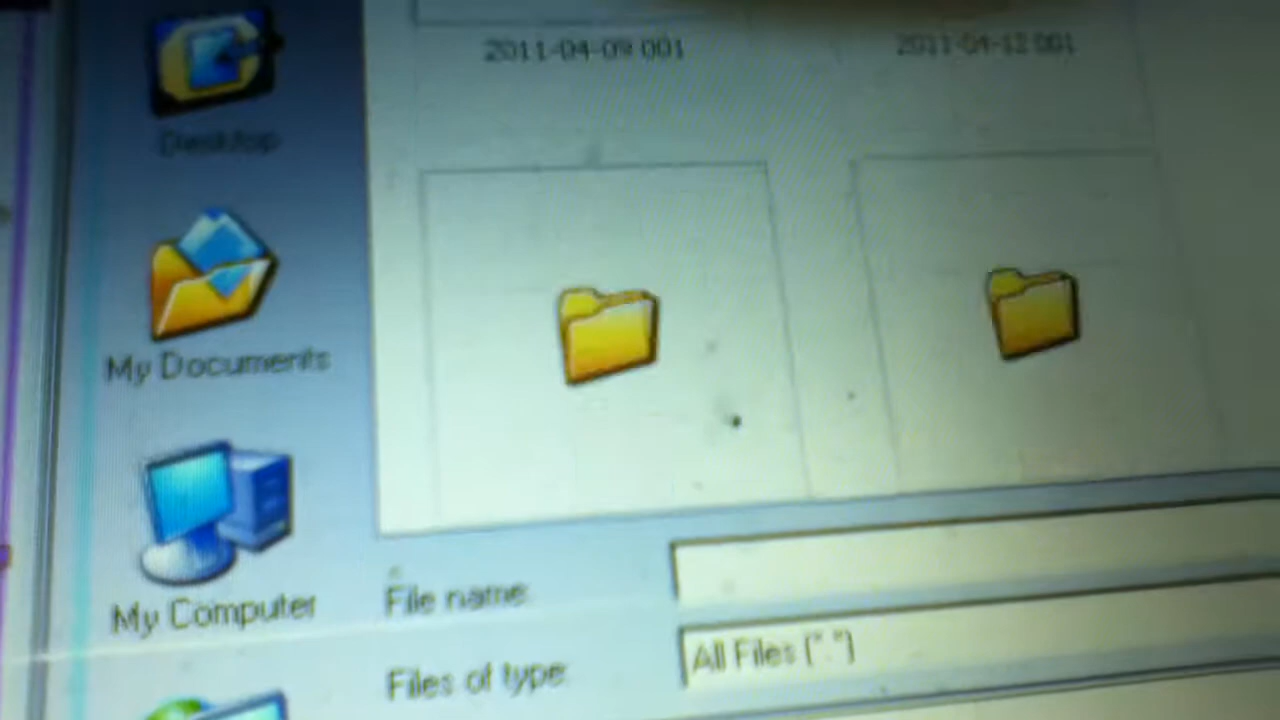 2011-04-09 001
2011-04-12 001
Desktop
My Documents
My Computer
File name:
Files of type:
All Files (*.*)